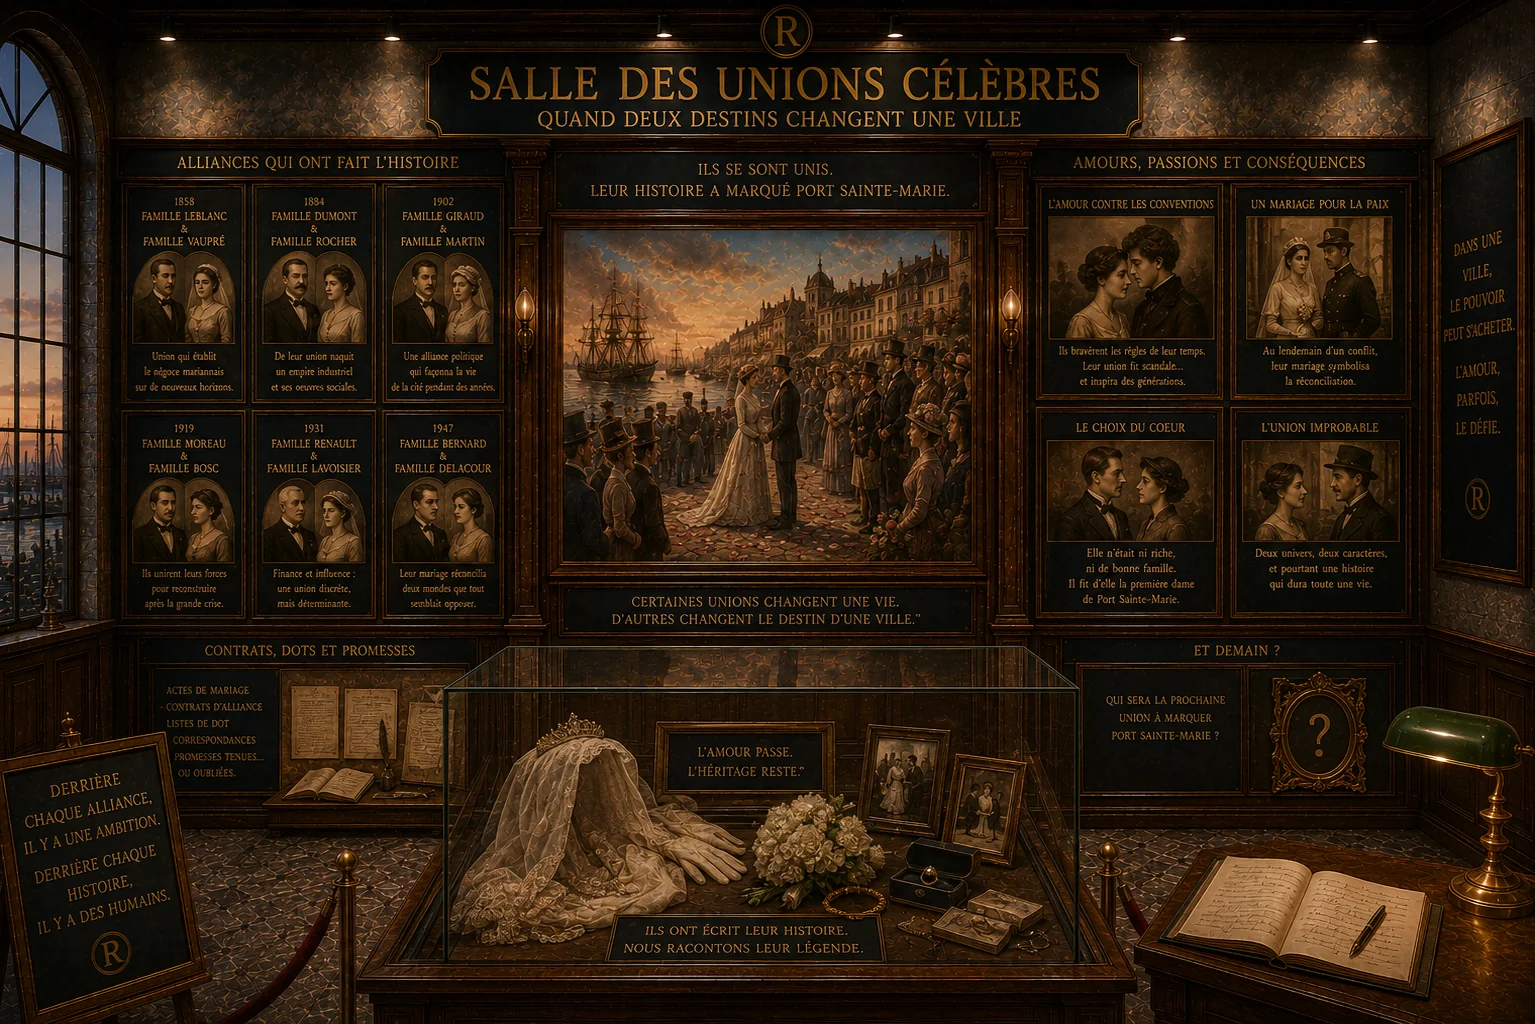 R
SALLE DES UNIONS CÉLÈBRES
QUAND DEUX DESTINS CHANGENT UNE VILLE
ALLIANCES QUI ONT FAIT L'HISTOIRE
1858
FAMILLE LEBLANC
&
FAMILLE VAUPRÉ
Union qui établit
le négoce mariannais
sur de nouveaux horizons.
1884
FAMILLE DUMONT
&
FAMILLE ROCHER
De leur union naquit
un empire industriel
et ses oeuvres sociales.
1902
FAMILLE GIRAUD
&
FAMILLE MARTIN
Une alliance politique
qui façonna la vie
de la cité pendant des années.
1919
FAMILLE MOREAU
&
FAMILLE BOSC
Ils unirent leurs forces
pour reconstruire
après la grande crise.
1931
FAMILLE RENAULT
&
FAMILLE LAVOISIER
Finance et influence :
une union discrète,
mais déterminante.
1947
FAMILLE BERNARD
&
FAMILLE DELACOUR
Leur mariage réconcilia
deux mondes que tout
semblait opposer.
ILS SE SONT UNIS.
LEUR HISTOIRE A MARQUÉ PORT SAINTE-MARIE.
CERTAINES UNIONS CHANGENT UNE VIE.
D'AUTRES CHANGENT LE DESTIN D'UNE VILLE."
AMOURS, PASSIONS ET CONSÉQUENCES
L'AMOUR CONTRE LES CONVENTIONS
Ils bravèrent les règles de leur temps.
Leur union fit scandale...
et inspira des générations.
UN MARIAGE POUR LA PAIX
Au lendemain d'un conflit,
leur mariage symbolisa
la réconciliation.
LE CHOIX DU COEUR
Elle n'était ni riche,
ni de bonne famille.
Il fit d'elle la première dame
de Port Sainte-Marie.
L'UNION IMPROBABLE
Deux univers, deux caractères,
et pourtant une histoire
qui dura toute une vie.
DANS UNE
VILLE,
LE POUVOIR
PEUT S'ACHETER.
L'AMOUR,
PARFOIS,
LE DÉFIE.
R
CONTRATS, DOTS ET PROMESSES
ACTES DE MARIAGE
- CONTRATS D'ALLIANCE
LISTES DE DOT
CORRESPONDANCES
PROMESSES TENUES...
OU OUBLIÉES.
ET DEMAIN ?
QUI SERA LA PROCHAINE
UNION À MARQUER
PORT SAINTE-MARIE ?
?
DERRIÈRE
CHAQUE ALLIANCE,
IL Y A UNE AMBITION.
DERRIÈRE CHAQUE
HISTOIRE,
IL Y A DES HUMAINS.
R
L'AMOUR PASSE.
L'HÉRITAGE RESTE."
ILS ONT ÉCRIT LEUR HISTOIRE.
NOUS RACONTONS LEUR LÉGENDE.